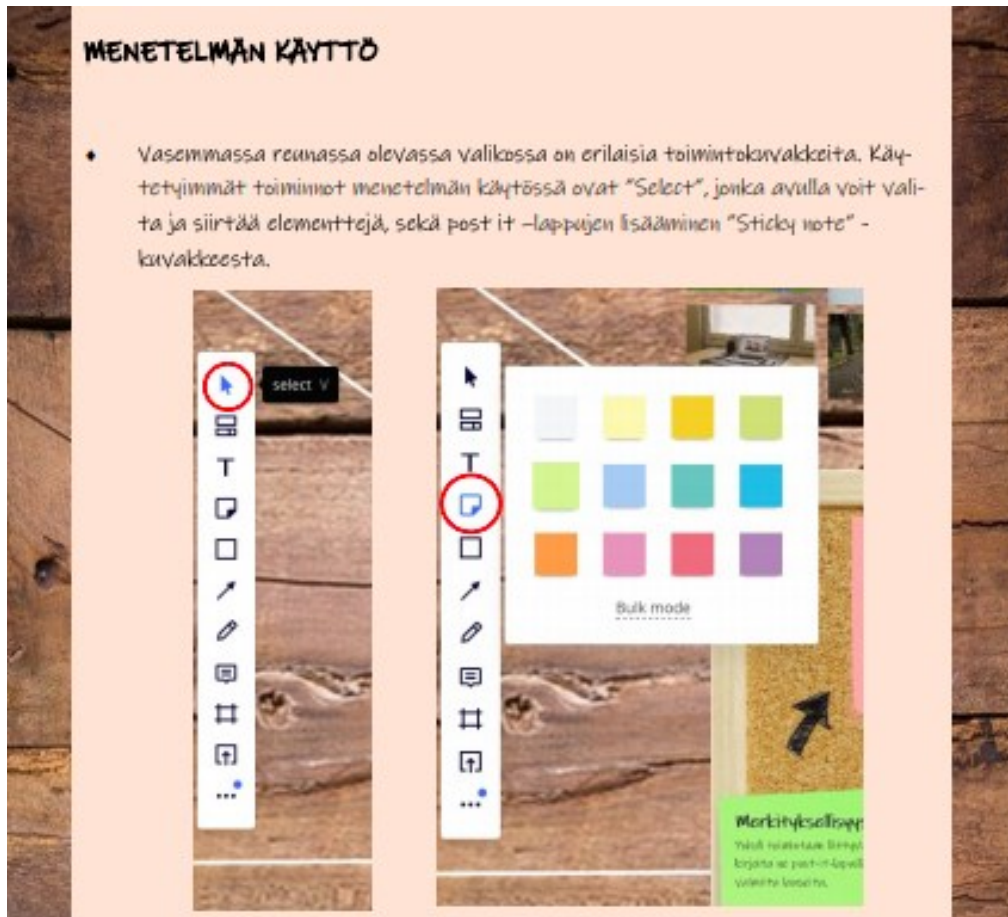 MENETELMÄN KÄYTTÖ
• Vasemmassa reunassa olevassa valikossa on erilaisia toimintokuvakkeita. Käy-
tetyimmät toiminnot menetelmän käytössä ovat "Select", jonka avulla voit vali-
ta ja siirtää elementtejä, sekä post it –lappujen lisääminen "Sticky note" -
kuvakkeesta.
select V
T
T
Bulk mode
Merkityksellisyys